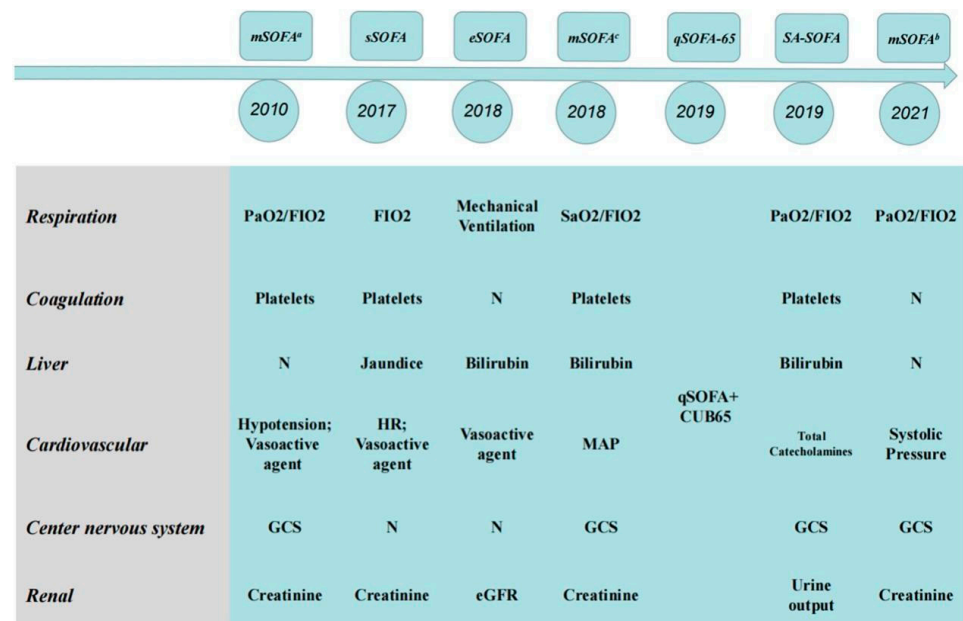 mSOFAᵃ sSOFA eSOFA mSOFAᶜ qSOFA-65 SA-SOFA mSOFAᵇ
2010 2017 2018 2018 2019 2019 2021
Respiration PaO2/FIO2 FIO2 Mechanical Ventilation SaO2/FIO2 PaO2/FIO2 PaO2/FIO2
Coagulation Platelets Platelets N Platelets Platelets N
Liver N Jaundice Bilirubin Bilirubin Bilirubin N
qSOFA+
CUB65
Cardiovascular Hypotension; Vasoactive agent HR; Vasoactive agent Vasoactive agent MAP Total Catecholamines Systolic Pressure
Center nervous system GCS N N GCS GCS GCS
Renal Creatinine Creatinine eGFR Creatinine Urine output Creatinine